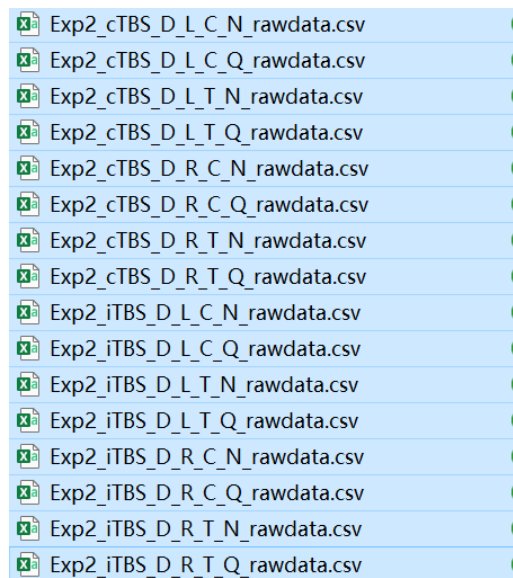 Exp2_cTBS_D_L_C_N_rawdata.csv
Exp2_cTBS_D_L_C_Q_rawdata.csv
Exp2_cTBS_D_L_T_N_rawdata.csv
Exp2_cTBS_D_L_T_Q_rawdata.csv
Exp2_cTBS_D_R_C_N_rawdata.csv
Exp2_cTBS_D_R_C_Q_rawdata.csv
Exp2_cTBS_D_R_T_N_rawdata.csv
Exp2_cTBS_D_R_T_Q_rawdata.csv
Exp2_iTBS_D_L_C_N_rawdata.csv
Exp2_iTBS_D_L_C_Q_rawdata.csv
Exp2_iTBS_D_L_T_N_rawdata.csv
Exp2_iTBS_D_L_T_Q_rawdata.csv
Exp2_iTBS_D_R_C_N_rawdata.csv
Exp2_iTBS_D_R_C_Q_rawdata.csv
Exp2_iTBS_D_R_T_N_rawdata.csv
Exp2_iTBS_D_R_T_Q_rawdata.csv